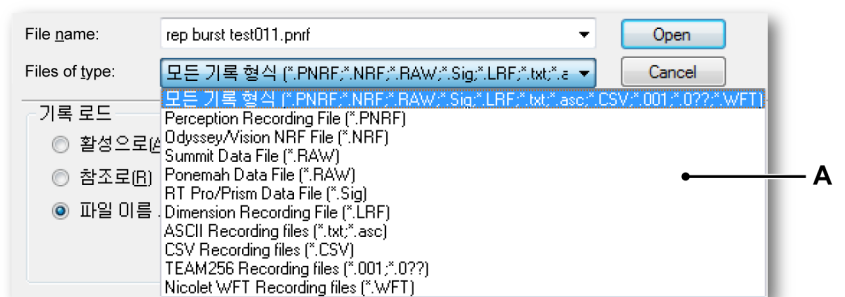 File name: rep burst test011.pnrf Open
Files of type: 모든 기록 형식 (*.PNRF;*.NRF;*.RAW;*.Sig;*.LRF;*.txt;*.a Cancel
모든 기록 형식 (*.PNRF;*.NRF;*.RAW;*.Sig;*.LRF;*.txt;*.asc;*.CSV;*.001;*.0??;*.WFT)
기록 로드 Perception Recording File (*.PNRF)
Odyssey/Vision NRF File (*.NRF)
활성으로(A Summit Data File (*.RAW)
Ponemah Data File (*.RAW) A
참조로(R) RT Pro/Prism Data File (*.Sig)
파일 이름 Dimension Recording File (*.LRF)
ASCII Recording files (*.txt;*.asc)
CSV Recording files (*.CSV)
TEAM256 Recording files (*.001;*.0??)
Nicolet WFT Recording files (*.WFT)